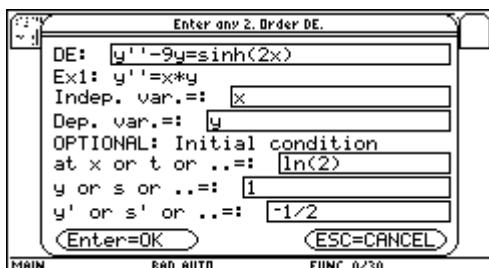 Enter any 2. Order DE.
DE: y''-9y=sinh(2x)
Ex1: y''=x*y
Indep. var.=: x
Dep. var.=: y
OPTIONAL: Initial condition
at x or t or ..=: ln(2)
y or s or ..=: 1
y' or s' or ..=: -1/2
Enter=OK ESC=CANCEL
MAIN RAD AUTO FUNC 0/30